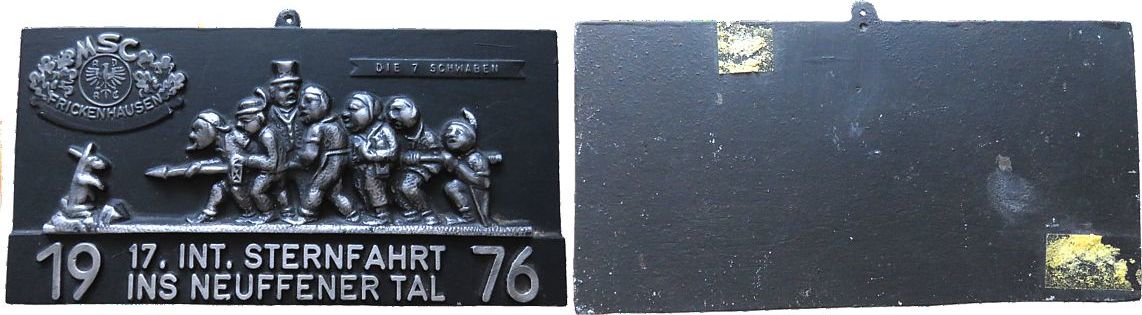 MSC
FRICKENHAUSEN
DIE 7 SCHWABEN
19 17. INT. STERNFAHRT 76
INS NEUFFENER TAL